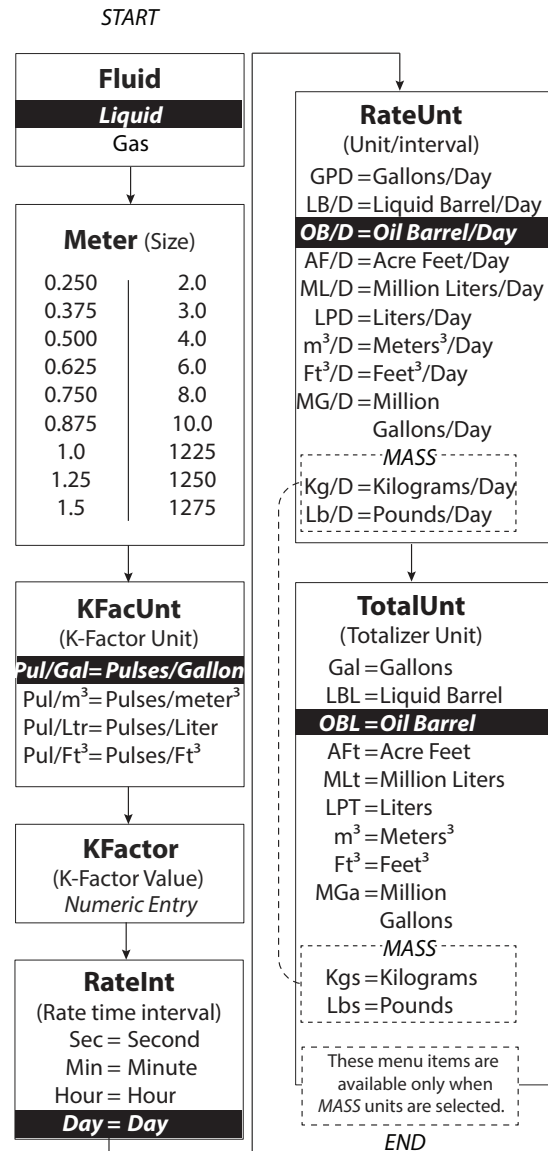 START
Fluid
Liquid
Gas
Meter (Size)
0.250 2.0
0.375 3.0
0.500 4.0
0.625 6.0
0.750 8.0
0.875 10.0
1.0 1225
1.25 1250
1.5 1275
KFacUnt
(K-Factor Unit)
Pul/Gal= Pulses/Gallon
Pul/m³= Pulses/meter³
Pul/Ltr= Pulses/Liter
Pul/Ft³= Pulses/Ft³
KFactor
(K-Factor Value)
Numeric Entry
RateInt
(Rate time interval)
Sec = Second
Min = Minute
Hour = Hour
Day = Day
RateUnt
(Unit/interval)
GPD =Gallons/Day
LB/D =Liquid Barrel/Day
OB/D =Oil Barrel/Day
AF/D =Acre Feet/Day
ML/D =Million Liters/Day
LPD =Liters/Day
m³/D =Meters³/Day
Ft³/D =Feet³/Day
MG/D =Million
Gallons/Day
MASS
Kg/D =Kilograms/Day
Lb/D =Pounds/Day
TotalUnt
(Totalizer Unit)
Gal = Gallons
LBL = Liquid Barrel
OBL = Oil Barrel
AFt = Acre Feet
MLt = Million Liters
LPT = Liters
m³ = Meters³
Ft³ = Feet³
MGa = Million
Gallons
MASS
Kgs = Kilograms
Lbs = Pounds
These menu items are
available only when
MASS units are selected.
END